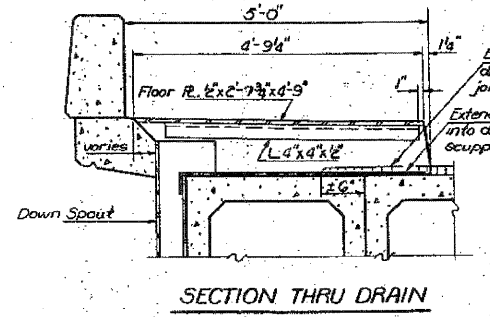 5'-0"
4'-9¼"
1¼"
1"
Floor PL ½"x2'-7¾"x4'-9"
Exten
into d
scupp
joi
L 4"x4"x½"
varies
±6"
Down Spout
SECTION THRU DRAIN